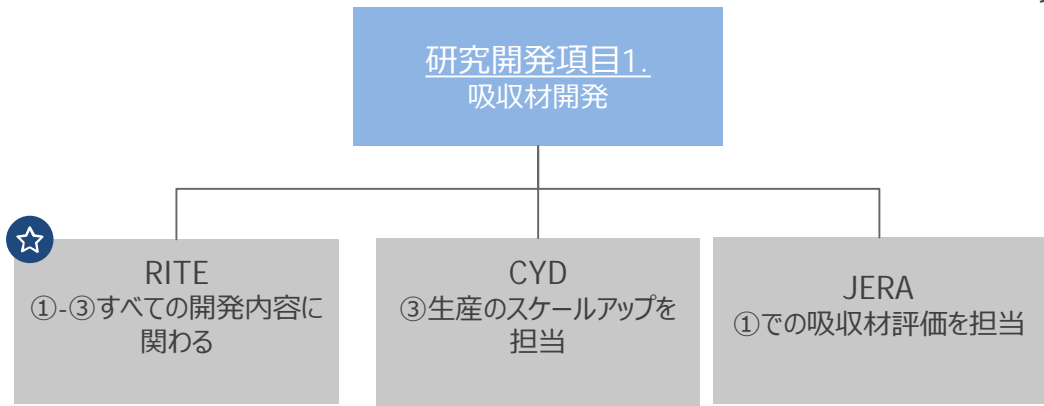 研究開発項目1.
吸収材開発
RITE
①-③すべての開発内容に
関わる
CYD
③生産のスケールアップを
担当
JERA
①での吸収材評価を担当